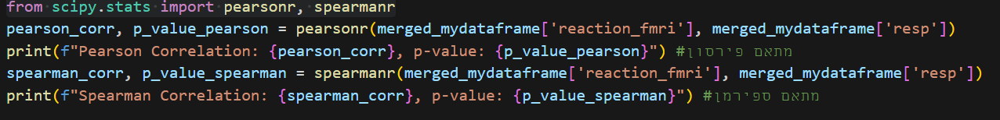 from scipy.stats import pearsonr, spearmanr
pearson_corr, p_value_pearson = pearsonr(merged_mydataframe['reaction_fmri'], merged_mydataframe['resp'])
print(f"Pearson Correlation: {pearson_corr}, p-value: {p_value_pearson}") #מתאם פירסון
spearman_corr, p_value_spearman = spearmanr(merged_mydataframe['reaction_fmri'], merged_mydataframe['resp'])
print(f"Spearman Correlation: {spearman_corr}, p-value: {p_value_spearman}") #מתאם ספירמן